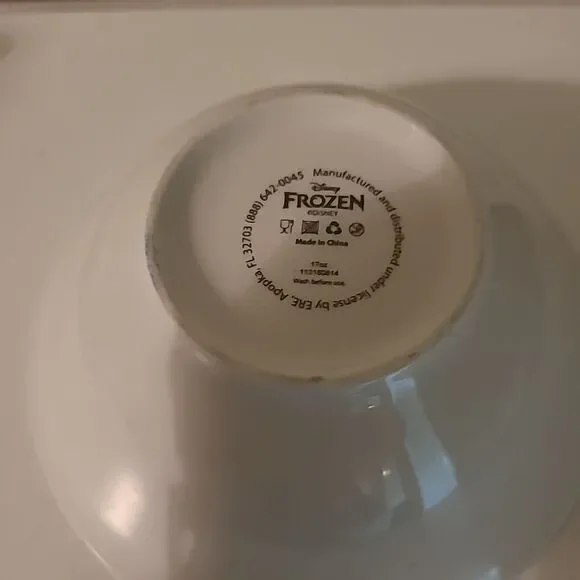 Manufactured and distributed under license by ERE, Apopka, FL 32703 (888) 642-0045
Disney
FROZEN
©DISNEY
Made in China
17oz
Wash before use.